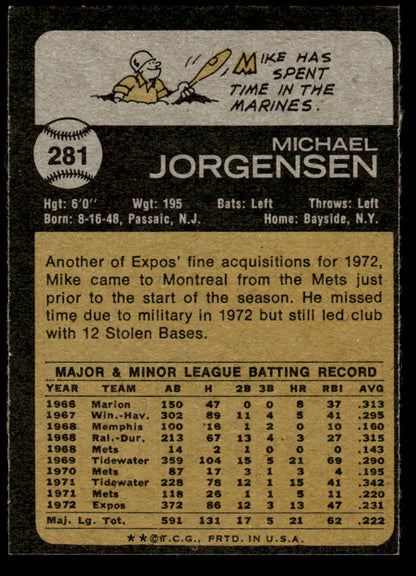 MIKE HAS
SPENT
TIME IN THE
MARINES.
281
MICHAEL
JORGENSEN
Hgt: 6'0" Wgt: 195 Bats: Left Throws: Left
Born: 8-16-48, Passaic, N.J. Home: Bayside, N.Y.
Another of Expos' fine acquisitions for 1972,
Mike came to Montreal from the Mets just
prior to the start of the season. He missed
time due to military in 1972 but still led club
with 12 Stolen Bases.
MAJOR & MINOR LEAGUE BATTING RECORD
YEAR TEAM AB H 2B 3B HR RBI AVG
1966 Marion 150 47 0 0 8 37 .313
1967 Win.-Hav. 302 89 11 4 5 41 .295
1968 Memphis 100 16 2 0 0 10 .160
1968 Ral.-Dur. 213 67 13 4 3 27 .315
1968 Mets 14 2 1 0 0 0 .143
1969 Tidewater 359 104 15 5 21 69 .290
1970 Mets 87 17 3 1 3 4 .195
1971 Tidewater 228 78 12 1 15 41 .342
1971 Mets 118 26 1 1 5 11 .220
1972 Expos 372 86 12 3 13 47 .231
Maj. Lg. Tot. 591 131 17 5 21 62 .222
**©T.C.G., PRTD. IN U.S.A.